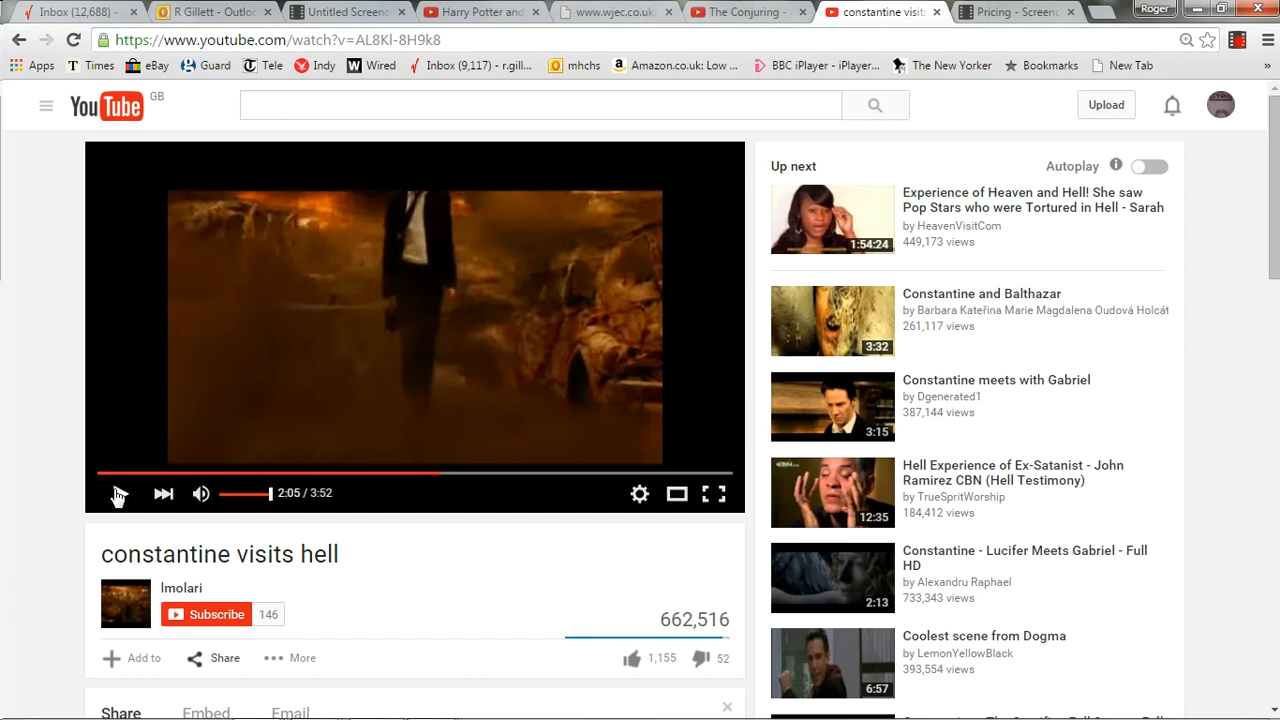 Inbox (12,688) -
R Gillett - Outloo
Untitled Screenc
Harry Potter and
www.wjec.co.uk/
The Conjuring -
constantine visit
Pricing - Screenc
Roger
https://www.youtube.com/watch?v=AL8Kl-8H9k8
Apps
Times
eBay
Guard
Tele
Indy
Wired
Inbox (9,117) - r.gill...
mhchs
Amazon.co.uk: Low ...
BBC iPlayer - iPlayer...
The New Yorker
Bookmarks
New Tab
»
YouTube GB
Upload
Up next
Autoplay
Experience of Heaven and Hell! She saw
Pop Stars who were Tortured in Hell - Sarah
by HeavenVisitCom
449,173 views
1:54:24
Constantine and Balthazar
by Barbara Kateřina Marie Magdalena Oudová Holcát
261,117 views
3:32
Constantine meets with Gabriel
by Dgenerated1
387,144 views
3:15
Hell Experience of Ex-Satanist - John
Ramirez CBN (Hell Testimony)
by TrueSpritWorship
184,412 views
12:35
Constantine - Lucifer Meets Gabriel - Full
HD
by Alexandru Raphael
733,343 views
2:13
Coolest scene from Dogma
by LemonYellowBlack
393,554 views
6:57
2:05 / 3:52
constantine visits hell
lmolari
Subscribe 146
662,516
Add to
Share
More
1,155
52
Share
Embed
Email